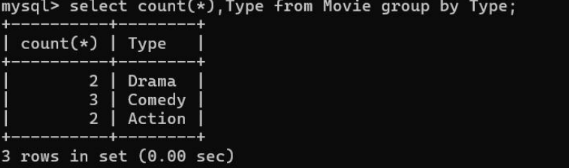 mysql> select count(*),Type from Movie group by Type;
+----------+--------+
| count(*) | Type   |
+----------+--------+
|        2 | Drama  |
|        3 | Comedy |
|        2 | Action |
+----------+--------+
3 rows in set (0.00 sec)